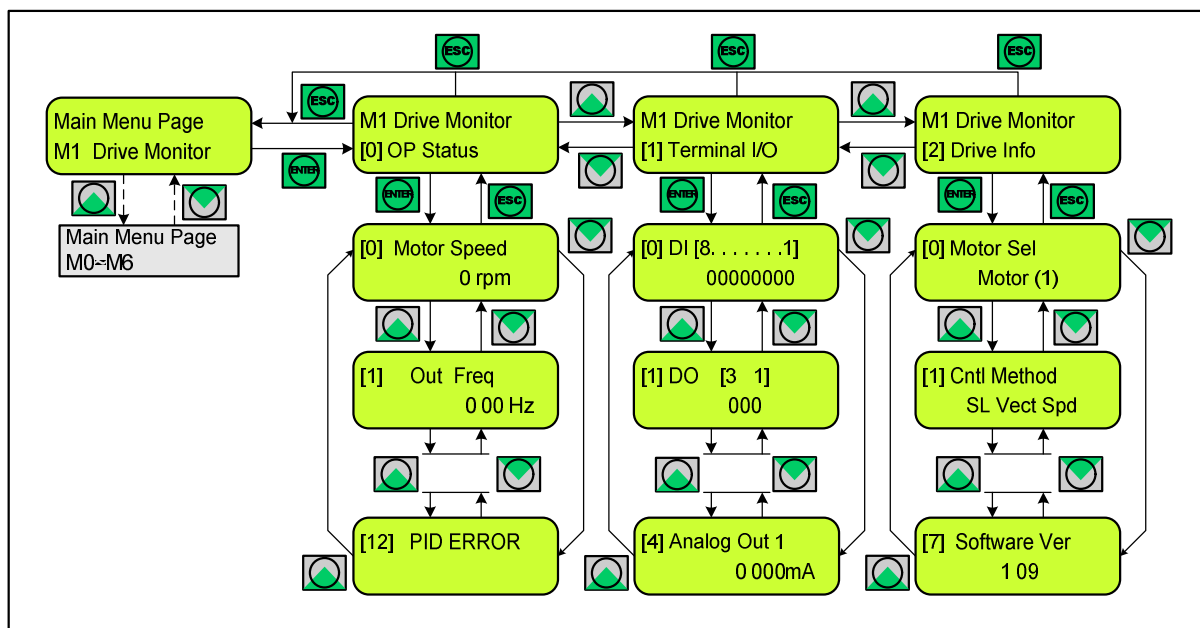 ESC
ESC
ESC
ESC
Main Menu Page
M1 Drive Monitor
ENTER
M1 Drive Monitor
[0] OP Status
M1 Drive Monitor
[1] Terminal I/O
M1 Drive Monitor
[2] Drive Info
Main Menu Page
M0~M6
ENTER
ESC
ENTER
ESC
ENTER
ESC
[0] Motor Speed
0 rpm
[0] DI [8. . . . . . .1]
00000000
[0] Motor Sel
Motor (1)
[1] Out Freq
0 00 Hz
[1] DO [3 1]
000
[1] Cntl Method
SL Vect Spd
[12] PID ERROR
[4] Analog Out 1
0 000mA
[7] Software Ver
1 09